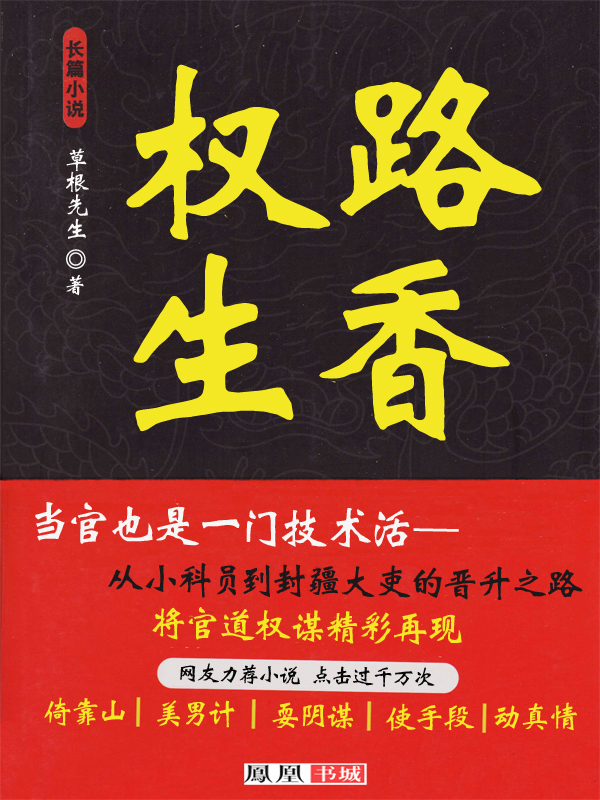 长篇小说
草根先生◎著
权路
生香
当官也是一门技术活——
从小科员到封疆大吏的晋升之路
将官道权谋精彩再现
网友力荐小说 点击过千万次
倚靠山|美男计|耍阴谋|使手段|动真情
鳳凰书城